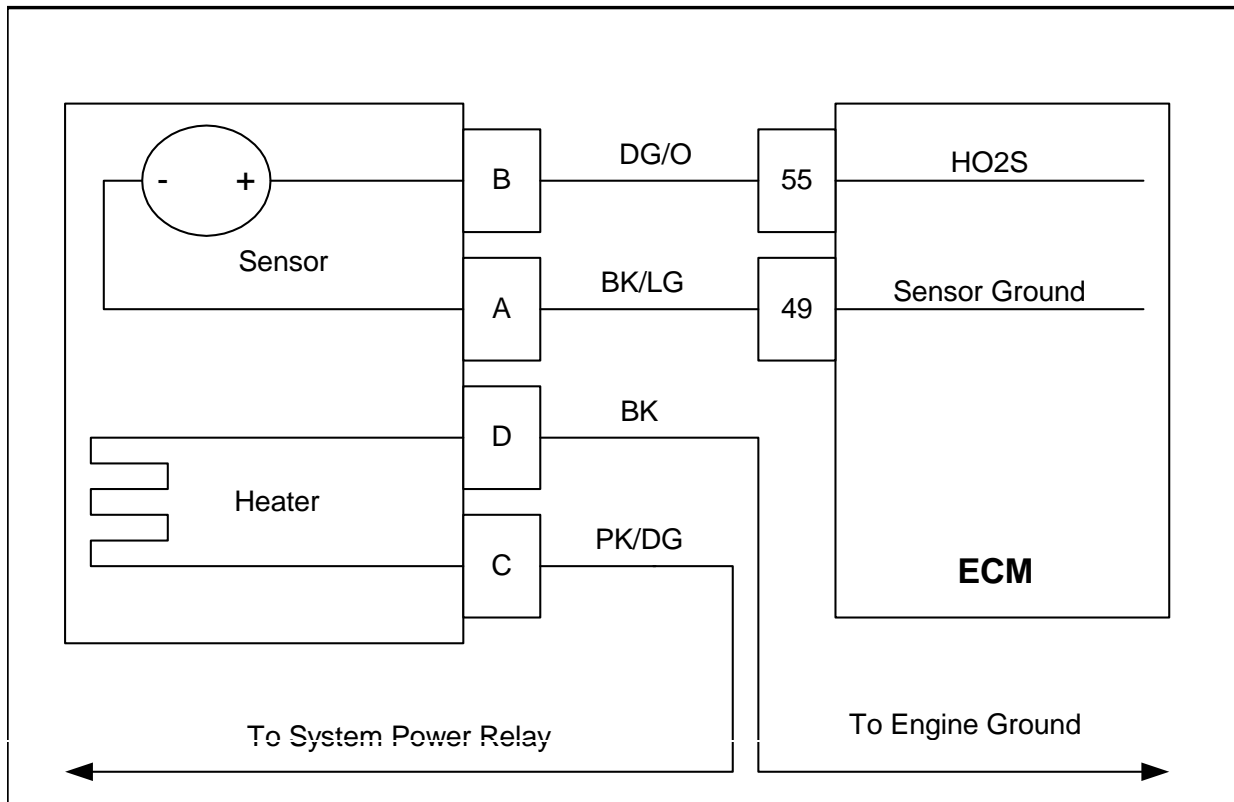 B
DG/O
55
HO2S
- +
Sensor
A
BK/LG
49
Sensor Ground
D
BK
Heater
C
PK/DG
ECM
To System Power Relay
To Engine Ground